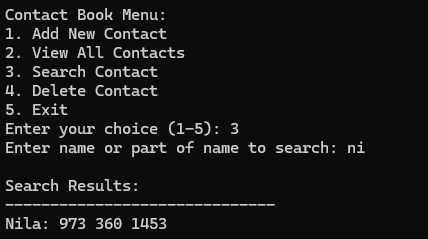 Contact Book Menu:
1. Add New Contact
2. View All Contacts
3. Search Contact
4. Delete Contact
5. Exit
Enter your choice (1-5): 3
Enter name or part of name to search: ni

Search Results:
------------------------------
Nila: 973 360 1453